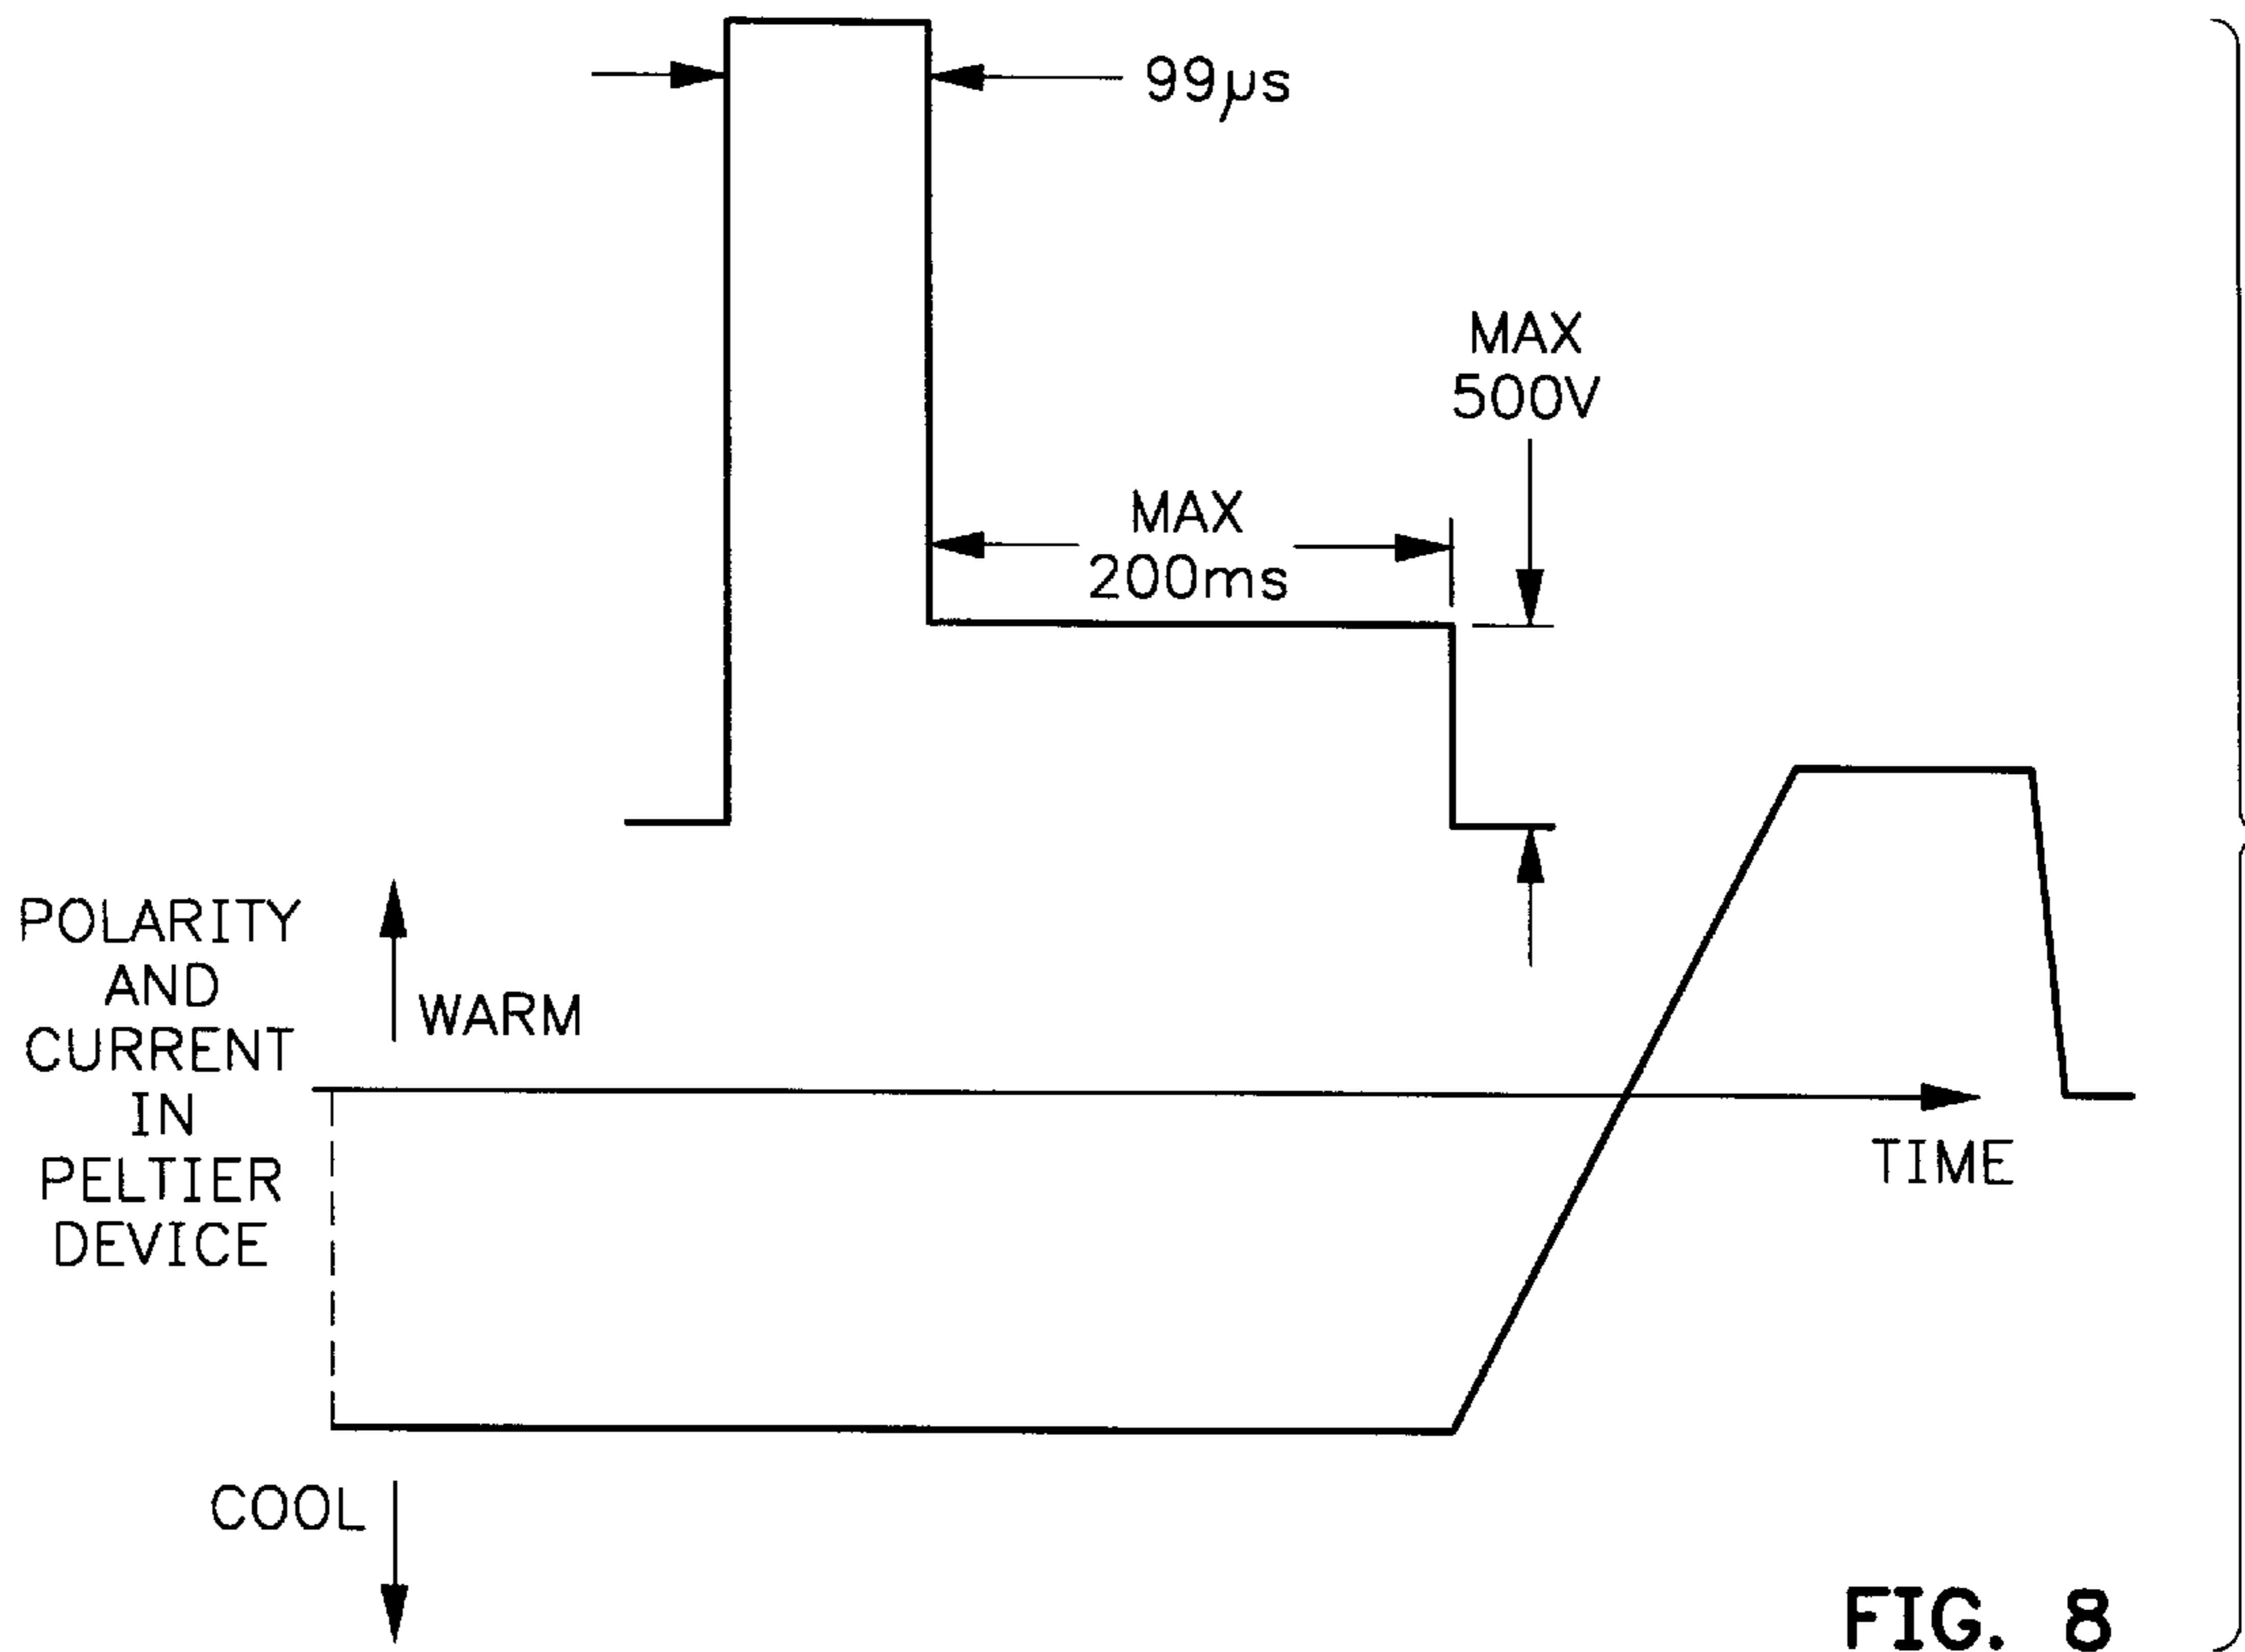 99µs
MAX
500V
MAX
200ms
POLARITY
AND
CURRENT
IN
PELTIER
DEVICE
WARM
TIME
COOL
FIG. 8